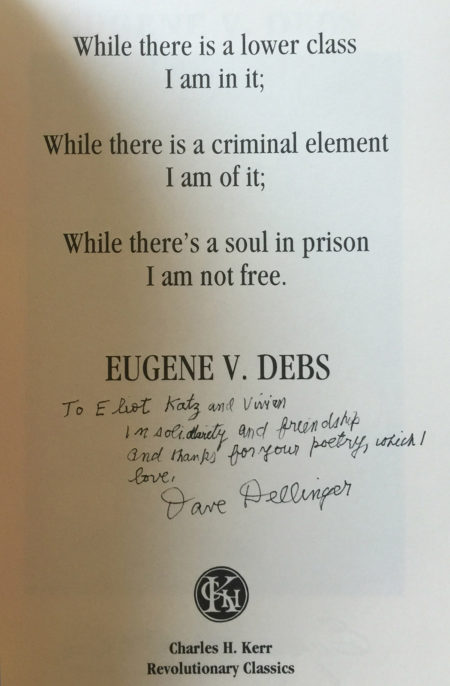 While there is a lower class
I am in it;
While there is a criminal element
I am of it;
While there's a soul in prison
I am not free.
EUGENE V. DEBS
To Eliot Katz and Vivian
In solidarity and friendship
and thanks for your poetry, which I
love,
Dave Dellinger
CHK
Charles H. Kerr
Revolutionary Classics